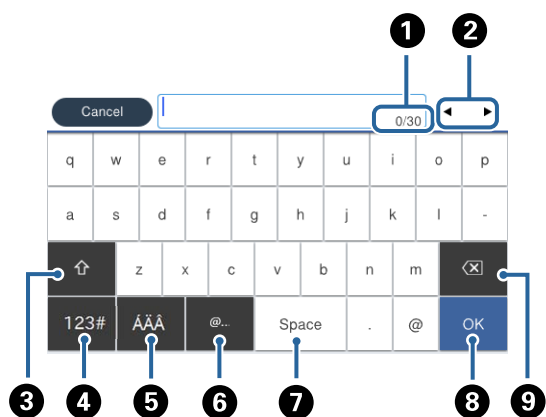 1 2
Cancel
0/30
q w e r t y u i o p
a s d f g h j k l -
z x c v b n m
123# ÁÄÂ @... Space . @ OK
3 4 5 6 7 8 9